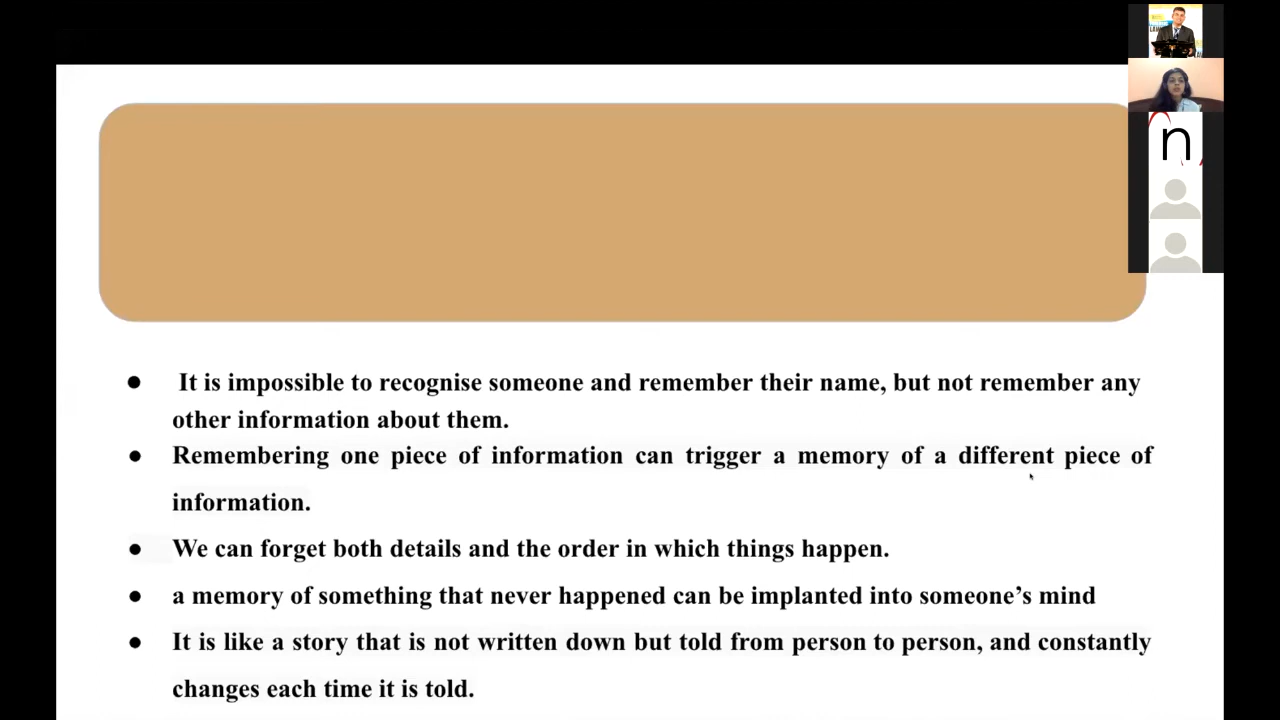 n
● It is impossible to recognise someone and remember their name, but not remember any
other information about them.
● Remembering one piece of information can trigger a memory of a different piece of
information.
● We can forget both details and the order in which things happen.
● a memory of something that never happened can be implanted into someone’s mind
● It is like a story that is not written down but told from person to person, and constantly
changes each time it is told.